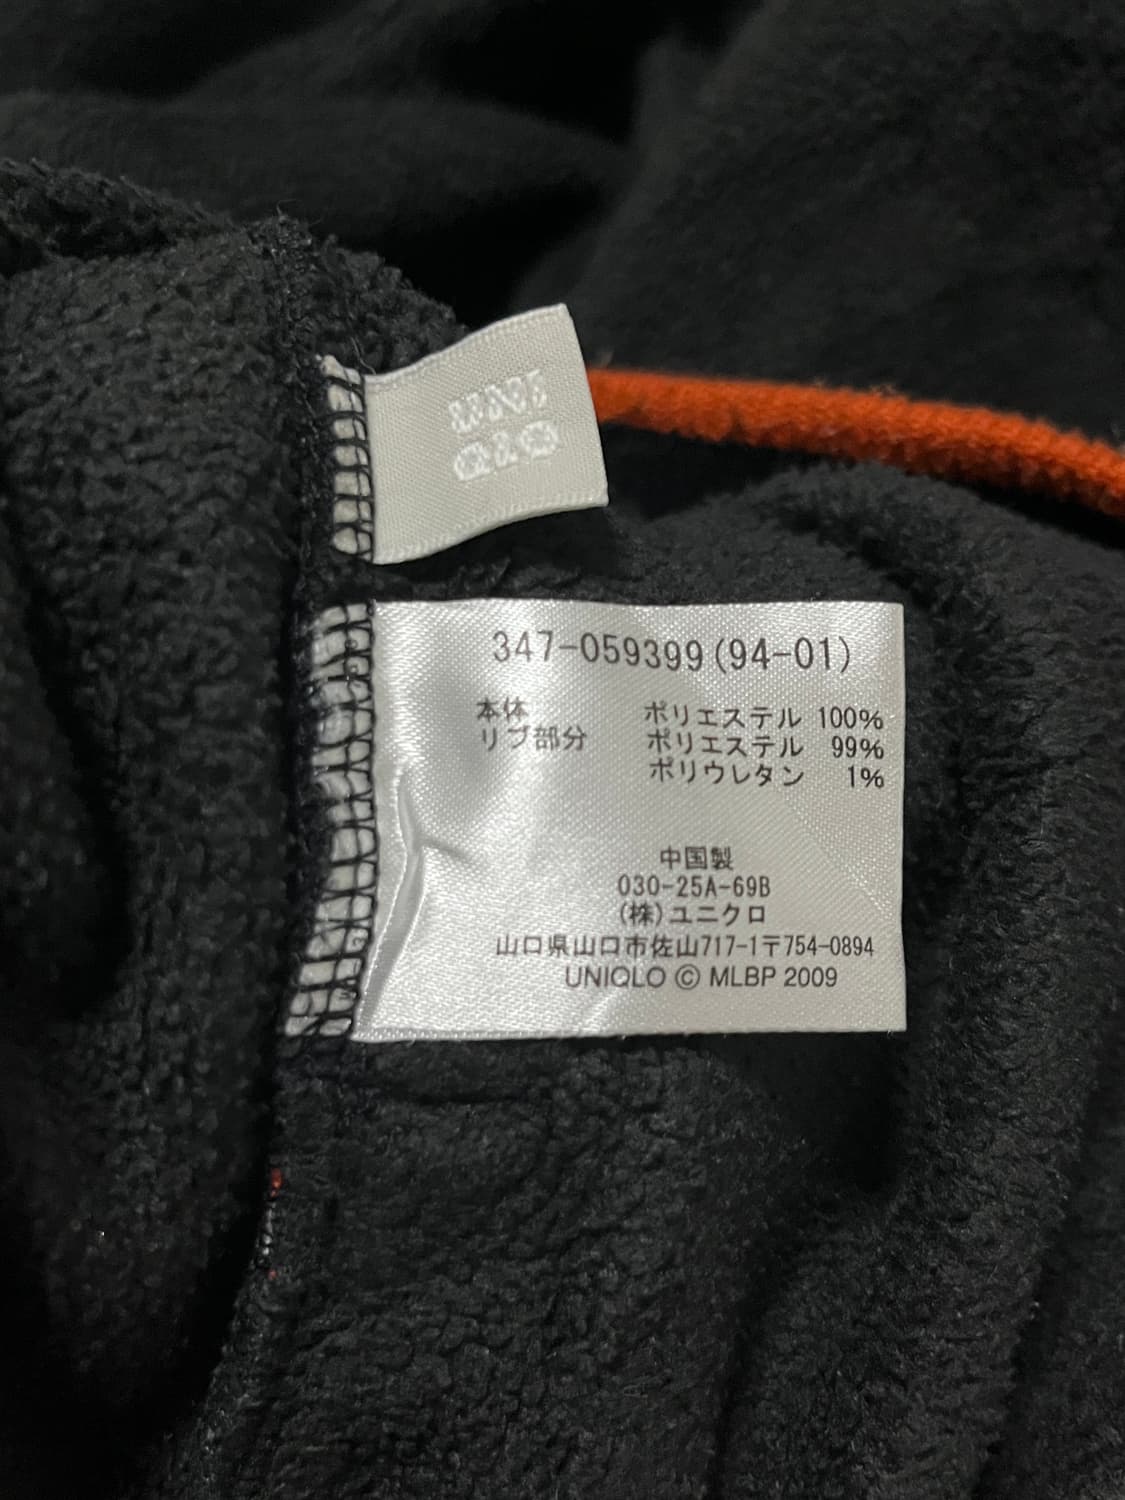 UNI
QLO
347-059399(94-01)
本体 ポリエステル 100%
リブ部分 ポリエステル 99%
ポリウレタン 1%
中国製
030-25A-69B
(株)ユニクロ
山口県山口市佐山717-1〒754-0894
UNIQLO © MLBP 2009